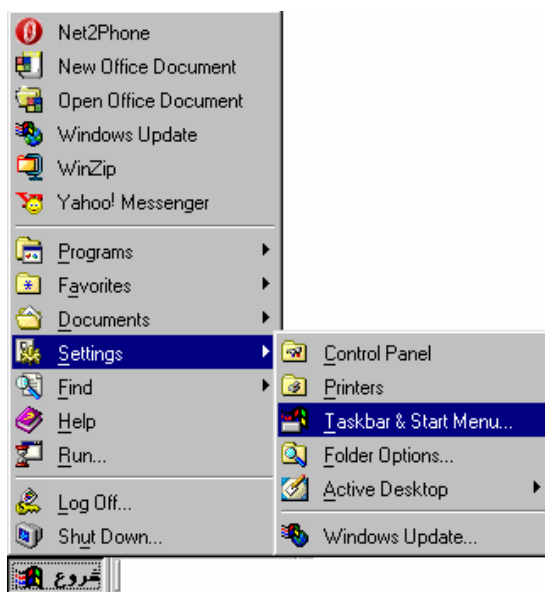 Net2Phone
New Office Document
Open Office Document
Windows Update
WinZip
Yahoo! Messenger
Programs
Favorites
Documents
Settings
Find
Help
Run...
Log Off...
Shut Down...
Control Panel
Printers
Taskbar & Start Menu...
Folder Options...
Active Desktop
Windows Update...
شروع